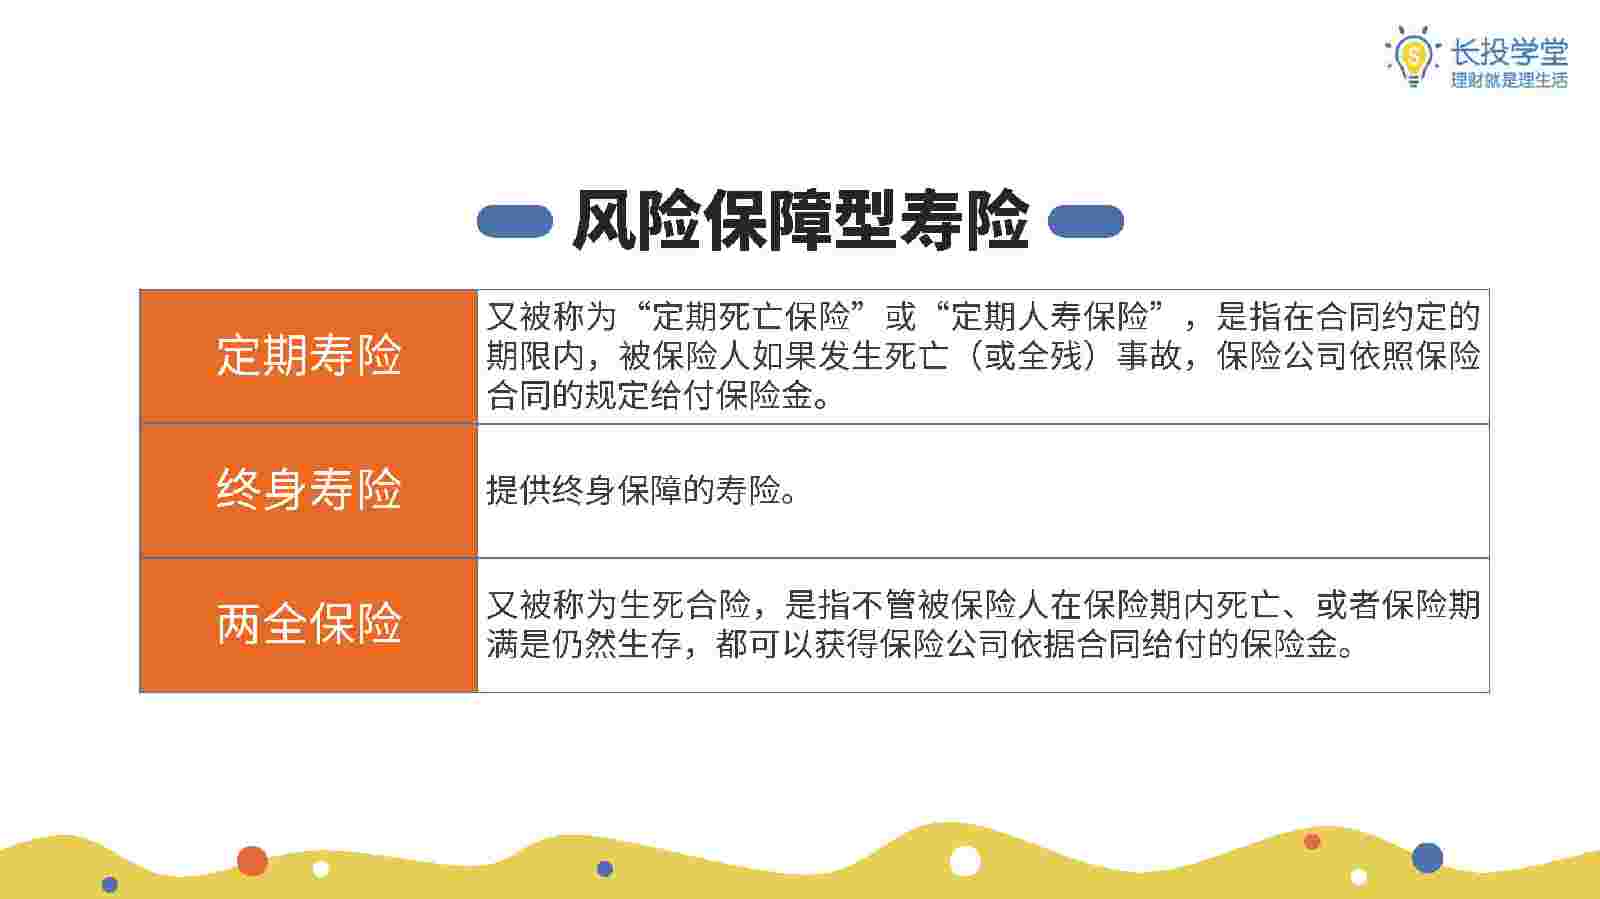 长投学堂
理财就是理生活
风险保障型寿险
定期寿险
又被称为“定期死亡保险”或“定期人寿保险”，是指在合同约定的
期限内，被保险人如果发生死亡（或全残）事故，保险公司依照保险
合同的规定给付保险金。
终身寿险
提供终身保障的寿险。
两全保险
又被称为生死合险，是指不管被保险人在保险期内死亡、或者保险期
满是仍然生存，都可以获得保险公司依据合同给付的保险金。